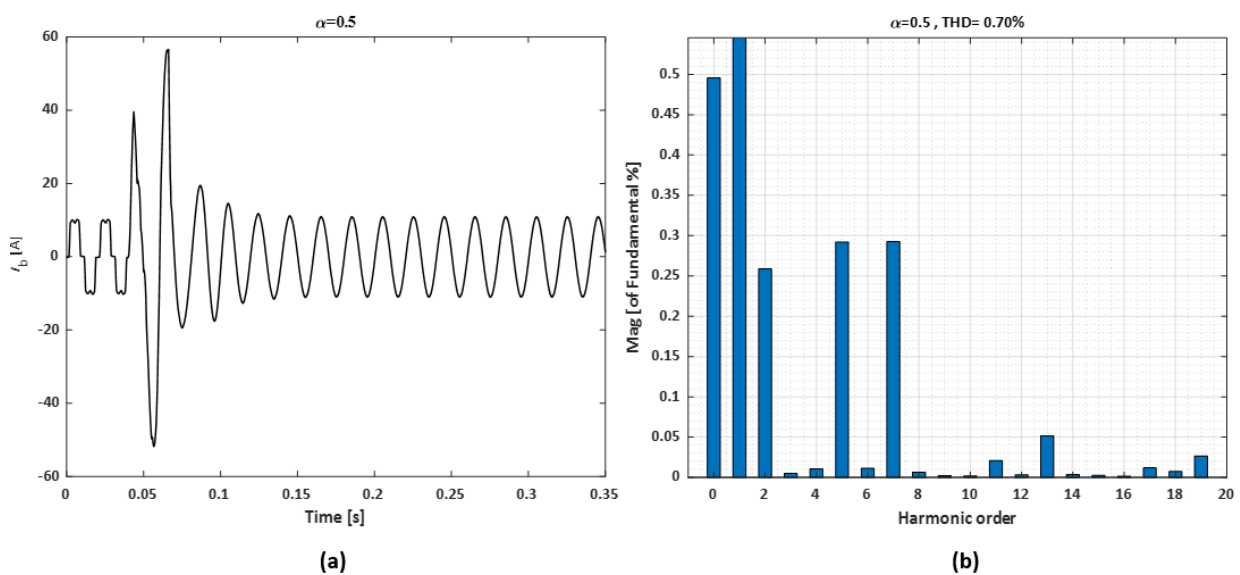 α=0.5
60
40
20
0
-20
-40
-60
i_b [A]
0 0.05 0.1 0.15 0.2 0.25 0.3 0.35
Time [s]
(a)
α=0.5 , THD= 0.70%
0.5
0.45
0.4
0.35
0.3
0.25
0.2
0.15
0.1
0.05
0
Mag [of Fundamental %]
0 2 4 6 8 10 12 14 16 18 20
Harmonic order
(b)